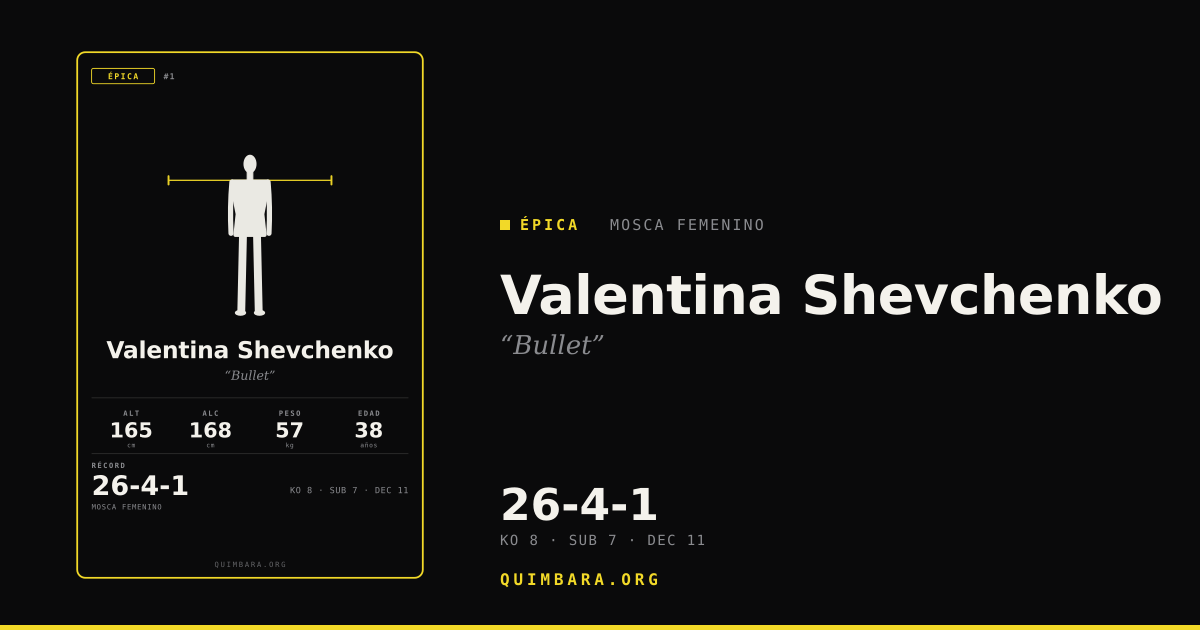 ÉPICA #1
Valentina Shevchenko
“Bullet”
ALT ALC PESO EDAD
165 168 57 38
cm cm kg años
RÉCORD
26-4-1
KO 8 · SUB 7 · DEC 11
MOSCA FEMENINO
QUIMBARA.ORG
ÉPICA MOSCA FEMENINO
Valentina Shevchenko
“Bullet”
26-4-1
KO 8 · SUB 7 · DEC 11
QUIMBARA.ORG